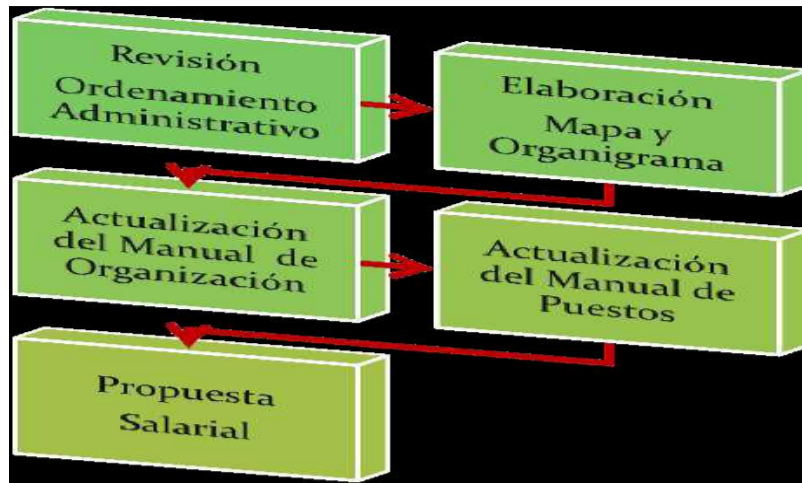 Revisión
Ordenamiento
Administrativo
Elaboración
Mapa y
Organigrama
Actualización
del Manual de
Organización
Actualización
del Manual de
Puestos
Propuesta
Salarial